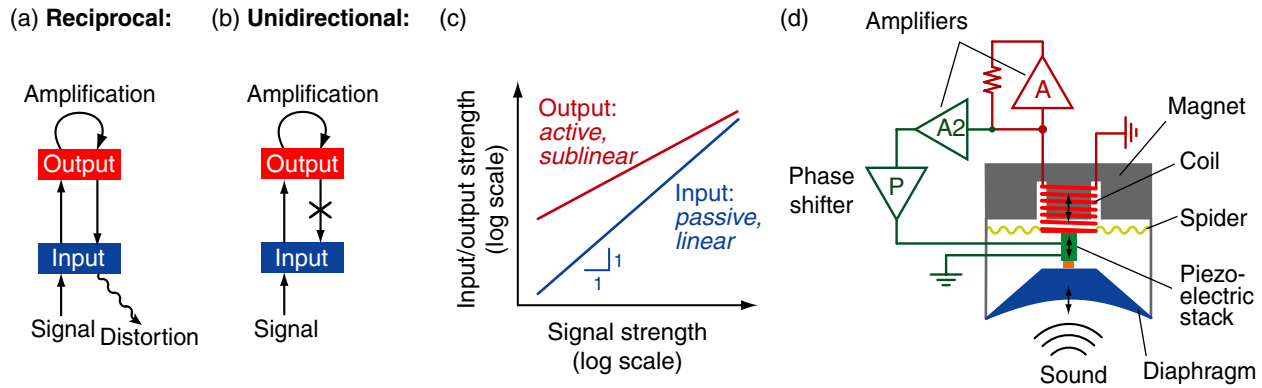 (a) Reciprocal:
Amplification
Output
Input
Signal
Distortion
(b) Unidirectional:
Amplification
Output
Input
Signal
(c)
Input/output strength
(log scale)
Output:
active,
sublinear
Input:
passive,
linear
1
1
Signal strength
(log scale)
(d)
Amplifiers
A
A2
P
Phase
shifter
Magnet
Coil
Spider
Piezo-
electric
stack
Diaphragm
Sound